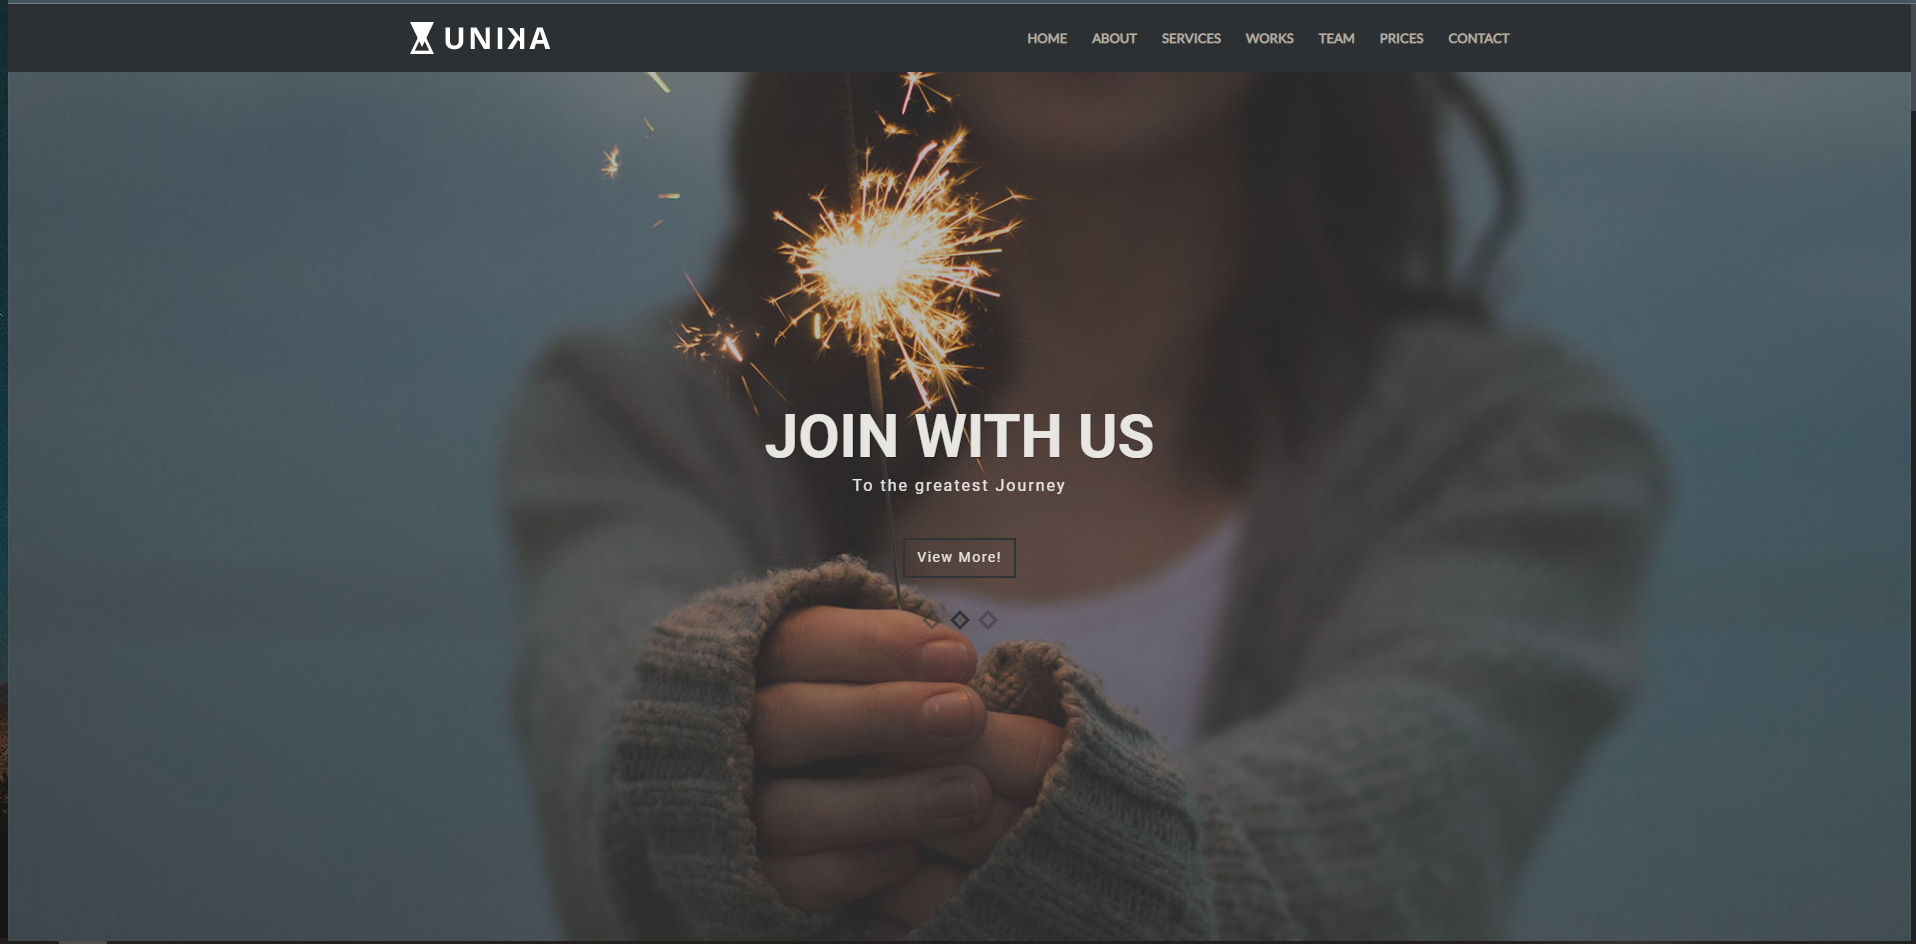 UNIKA
HOME ABOUT SERVICES WORKS TEAM PRICES CONTACT
JOIN WITH US
To the greatest Journey
View More!